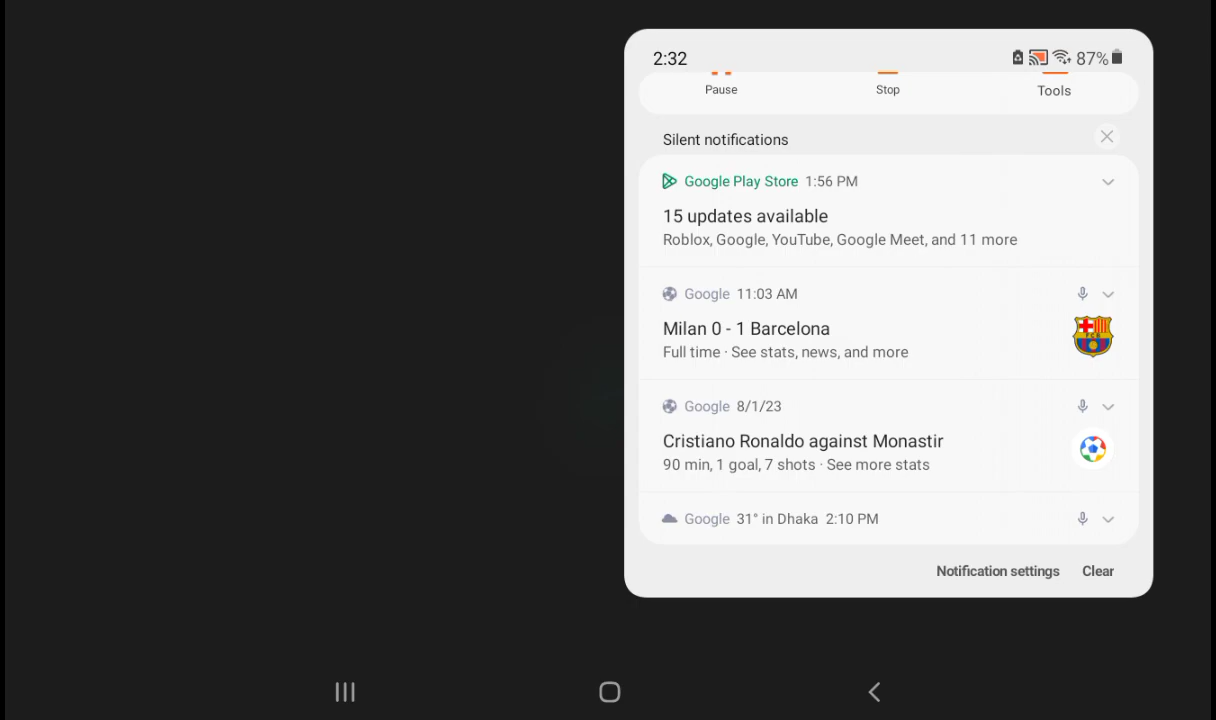 2:32
87%
Pause
Stop
Tools
Silent notifications
Google Play Store 1:56 PM
15 updates available
Roblox, Google, YouTube, Google Meet, and 11 more
Google 11:03 AM
Milan 0 - 1 Barcelona
Full time · See stats, news, and more
FCB
Google 8/1/23
Cristiano Ronaldo against Monastir
90 min, 1 goal, 7 shots · See more stats
Google 31° in Dhaka 2:10 PM
Notification settings
Clear